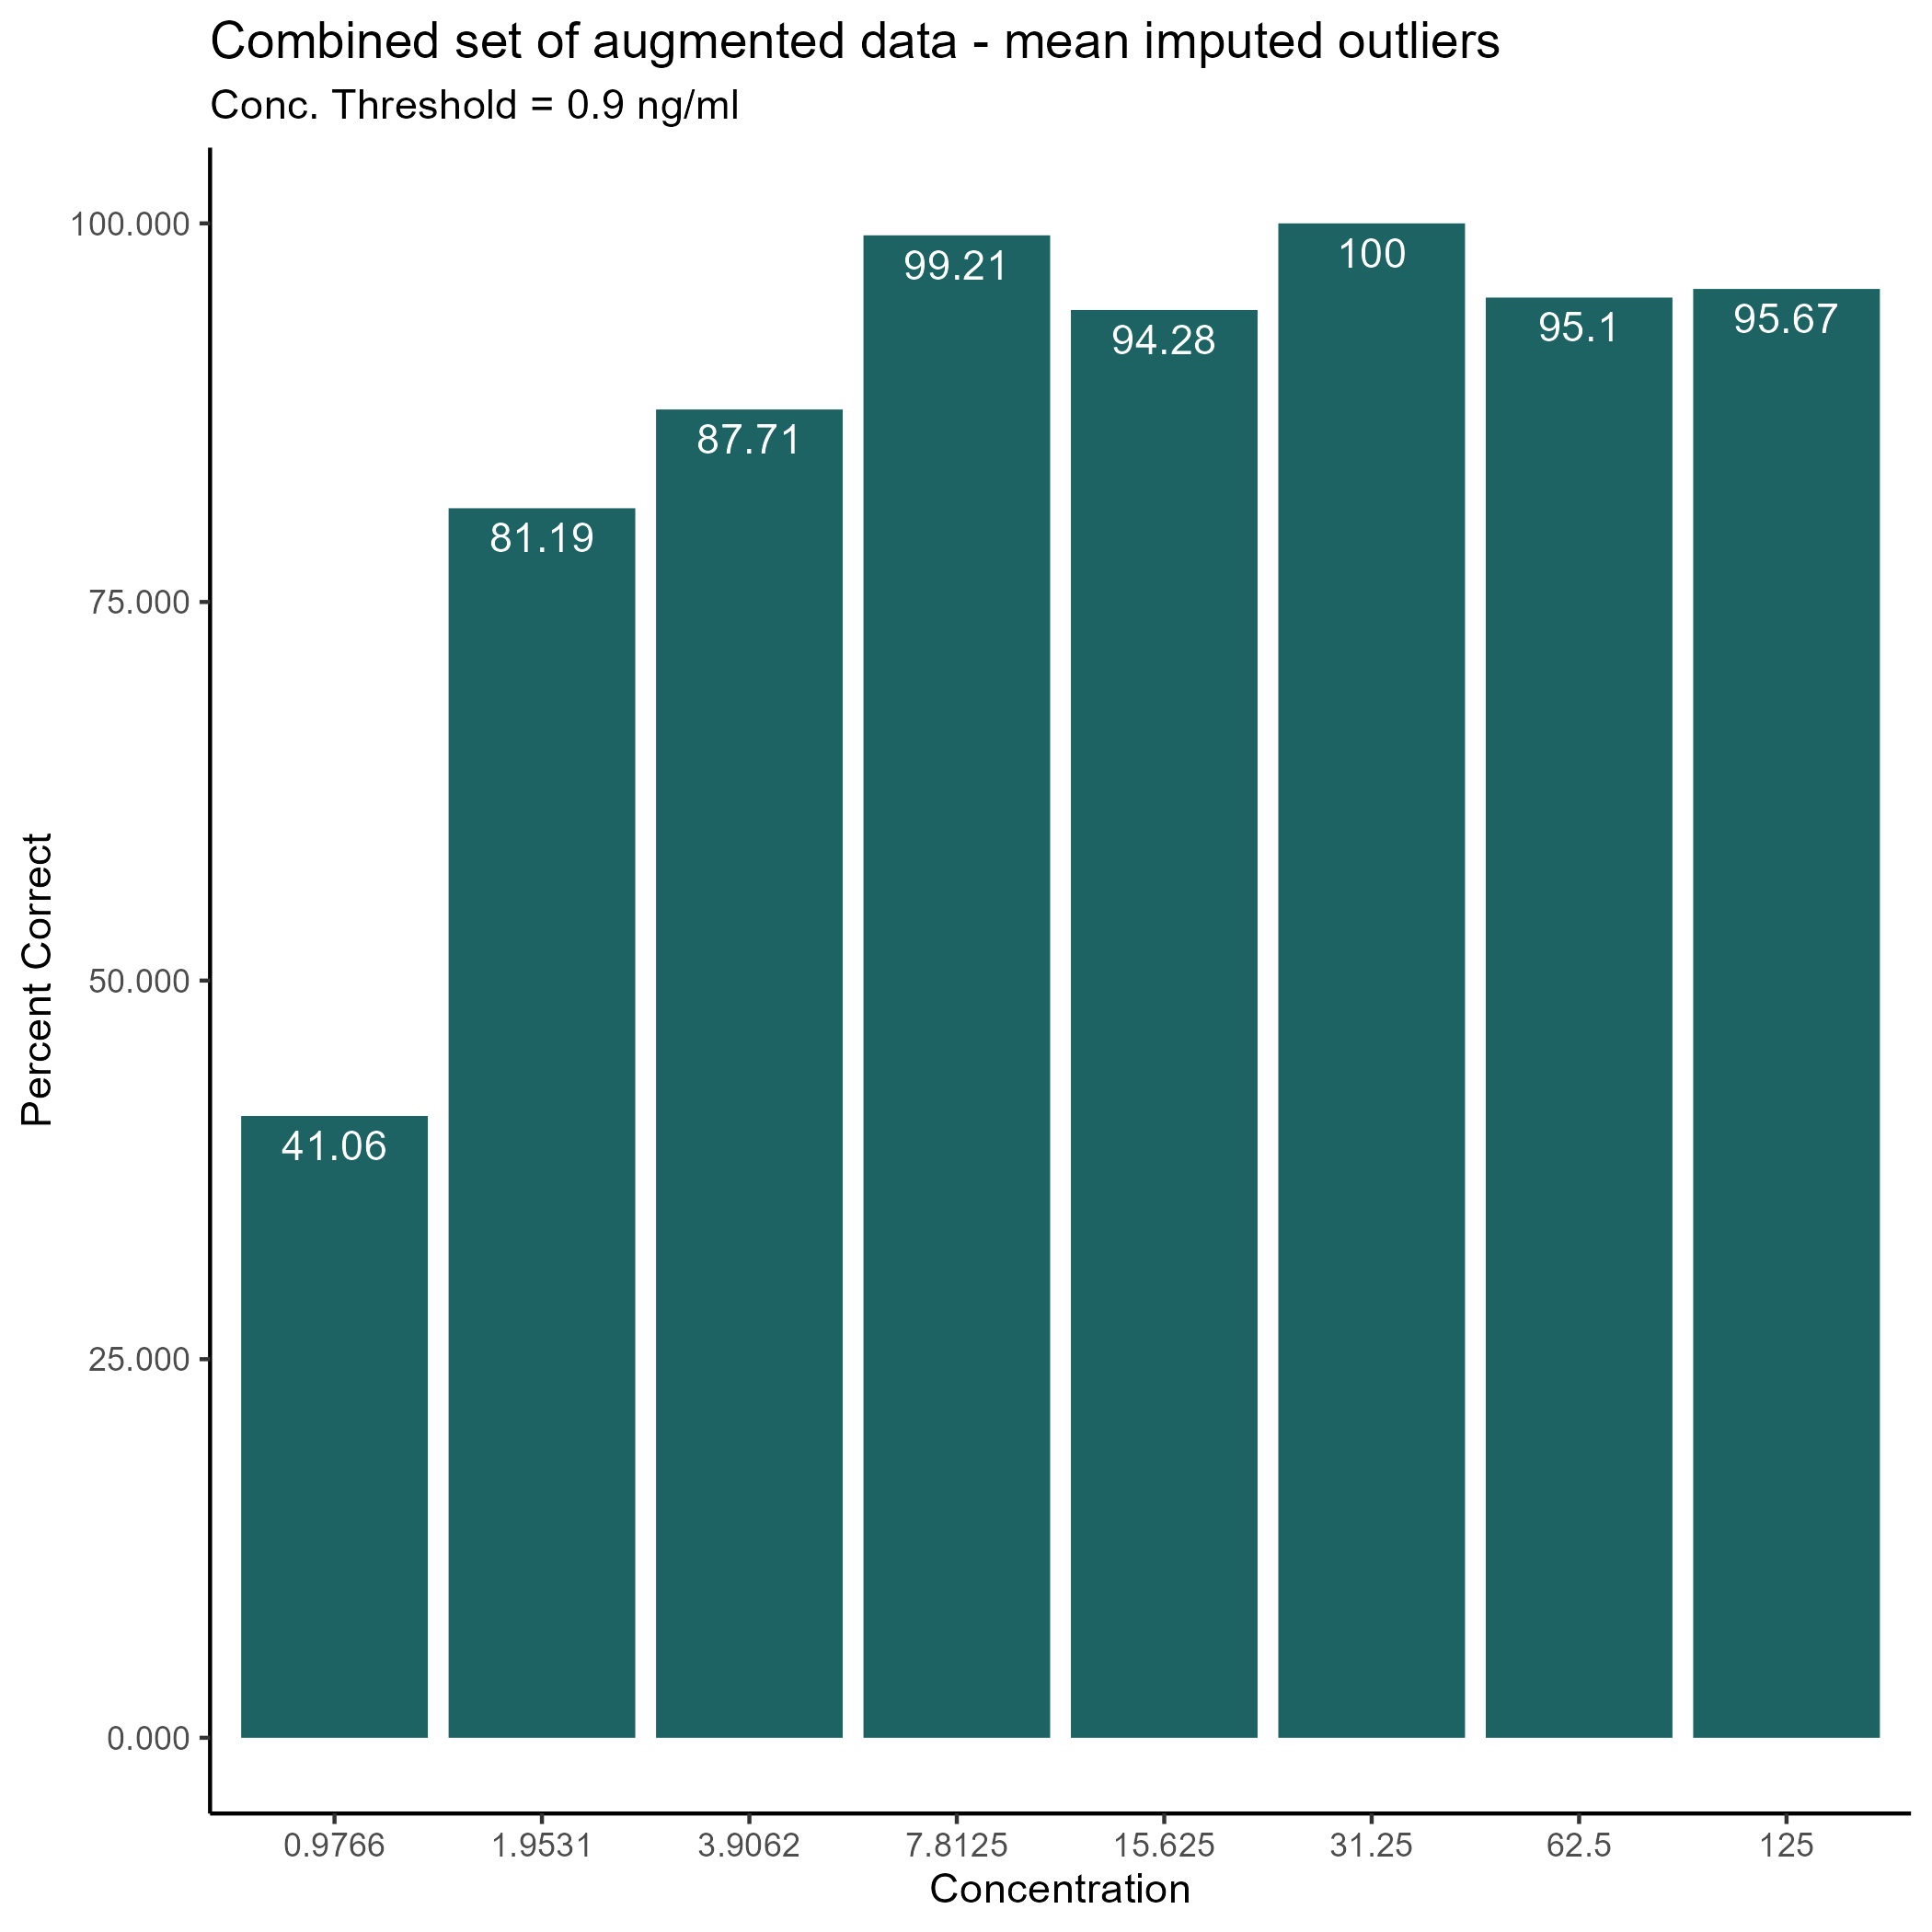 Combined set of augmented data - mean imputed outliers
Conc. Threshold = 0.9 ng/ml
Percent Correct
100.000
75.000
50.000
25.000
0.000
41.06
81.19
87.71
99.21
94.28
100
95.1
95.67
0.9766 1.9531 3.9062 7.8125 15.625 31.25 62.5 125
Concentration